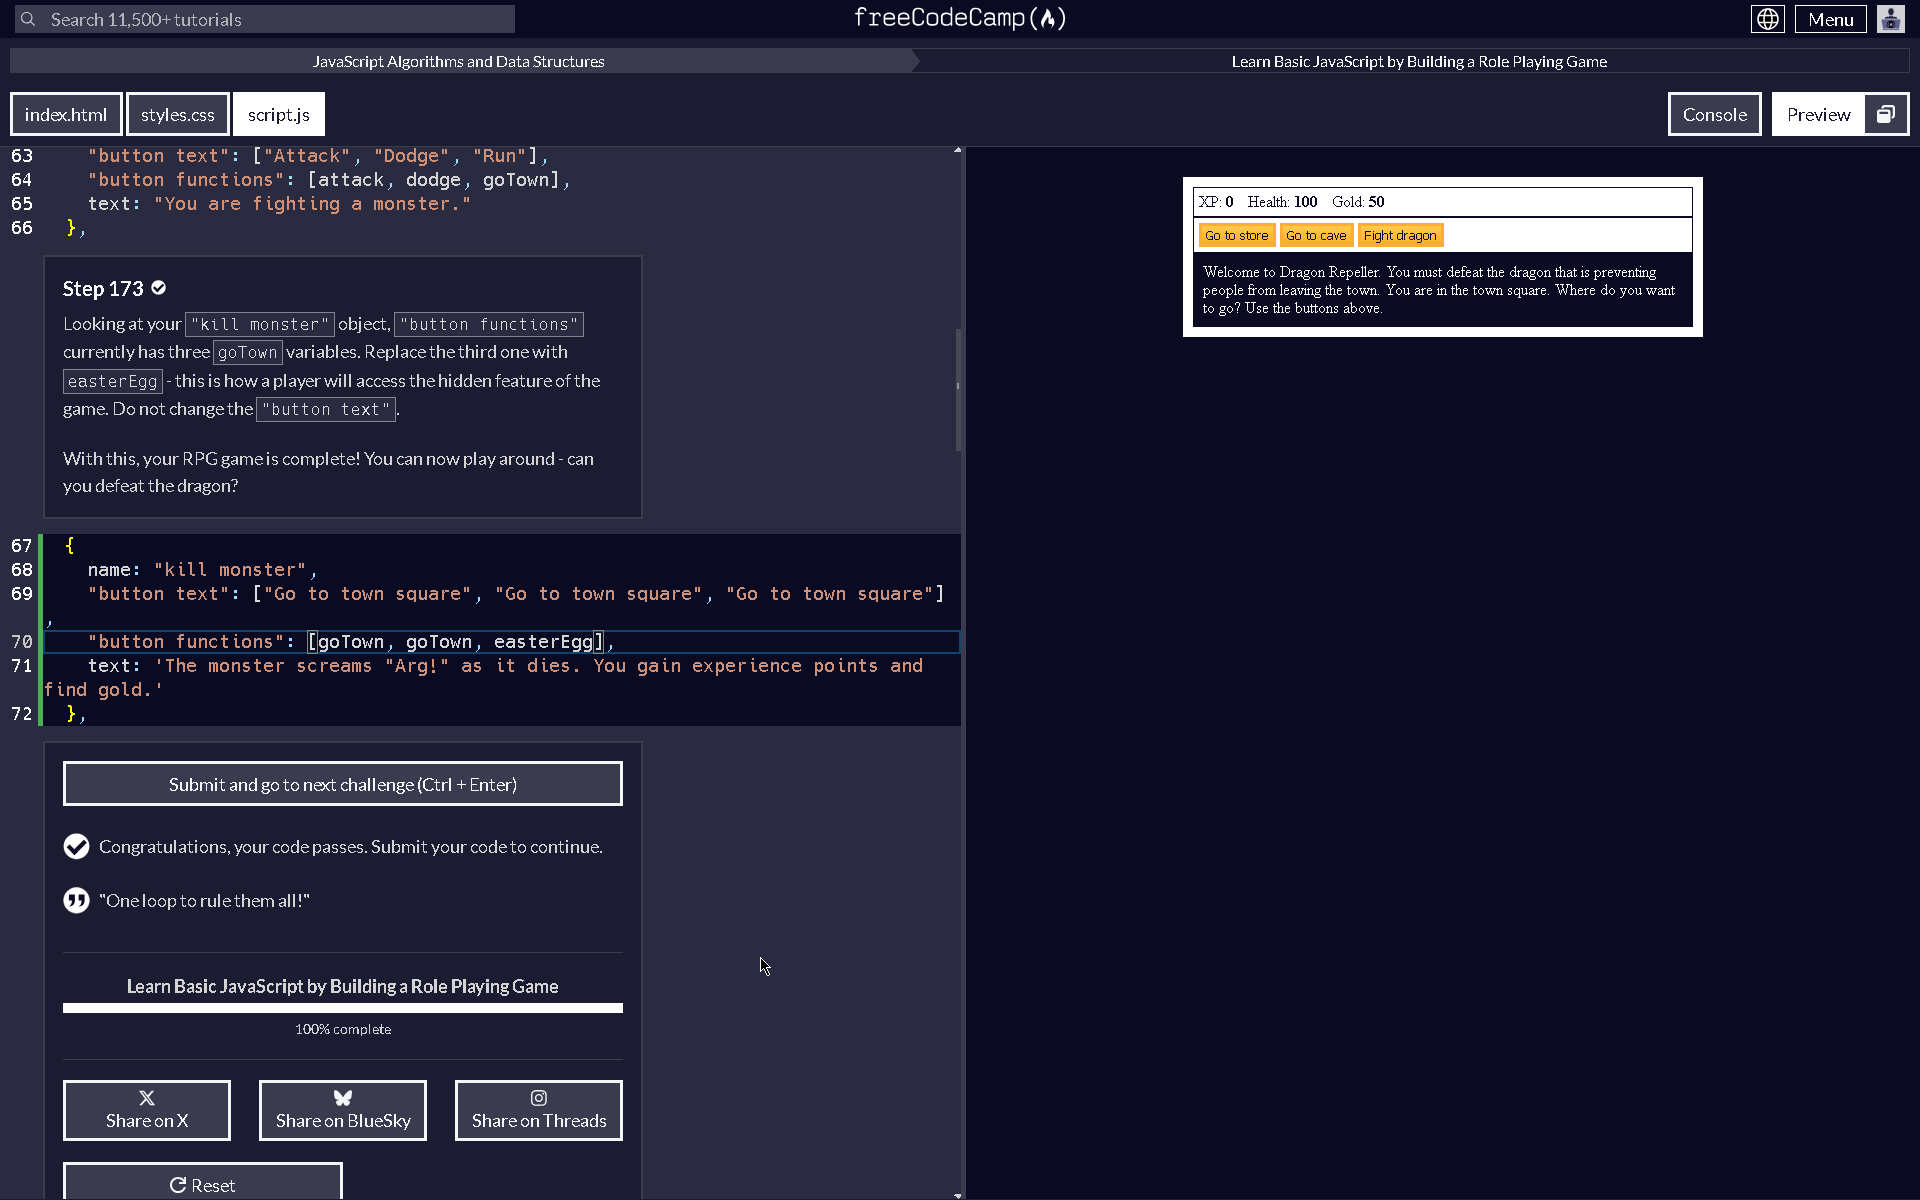 Search 11,500+ tutorials
freeCodeCamp(🔥)
Menu
JavaScript Algorithms and Data Structures
Learn Basic JavaScript by Building a Role Playing Game
index.html
styles.css
script.js
Console
Preview
63 "button text": ["Attack", "Dodge", "Run"],
64 "button functions": [attack, dodge, goTown],
65 text: "You are fighting a monster."
66 },
Step 173
Looking at your "kill monster" object, "button functions"
currently has three goTown variables. Replace the third one with
easterEgg - this is how a player will access the hidden feature of the
game. Do not change the "button text".
With this, your RPG game is complete! You can now play around - can
you defeat the dragon?
67 {
68 name: "kill monster",
69 "button text": ["Go to town square", "Go to town square", "Go to town square"]
,
70 "button functions": [goTown, goTown, easterEgg],
71 text: 'The monster screams "Arg!" as it dies. You gain experience points and
find gold.'
72 },
Submit and go to next challenge (Ctrl + Enter)
Congratulations, your code passes. Submit your code to continue.
"One loop to rule them all!"
Learn Basic JavaScript by Building a Role Playing Game
100% complete
Share on X
Share on BlueSky
Share on Threads
Reset
XP: 0 Health: 100 Gold: 50
Go to store
Go to cave
Fight dragon
Welcome to Dragon Repeller. You must defeat the dragon that is preventing
people from leaving the town. You are in the town square. Where do you want
to go? Use the buttons above.